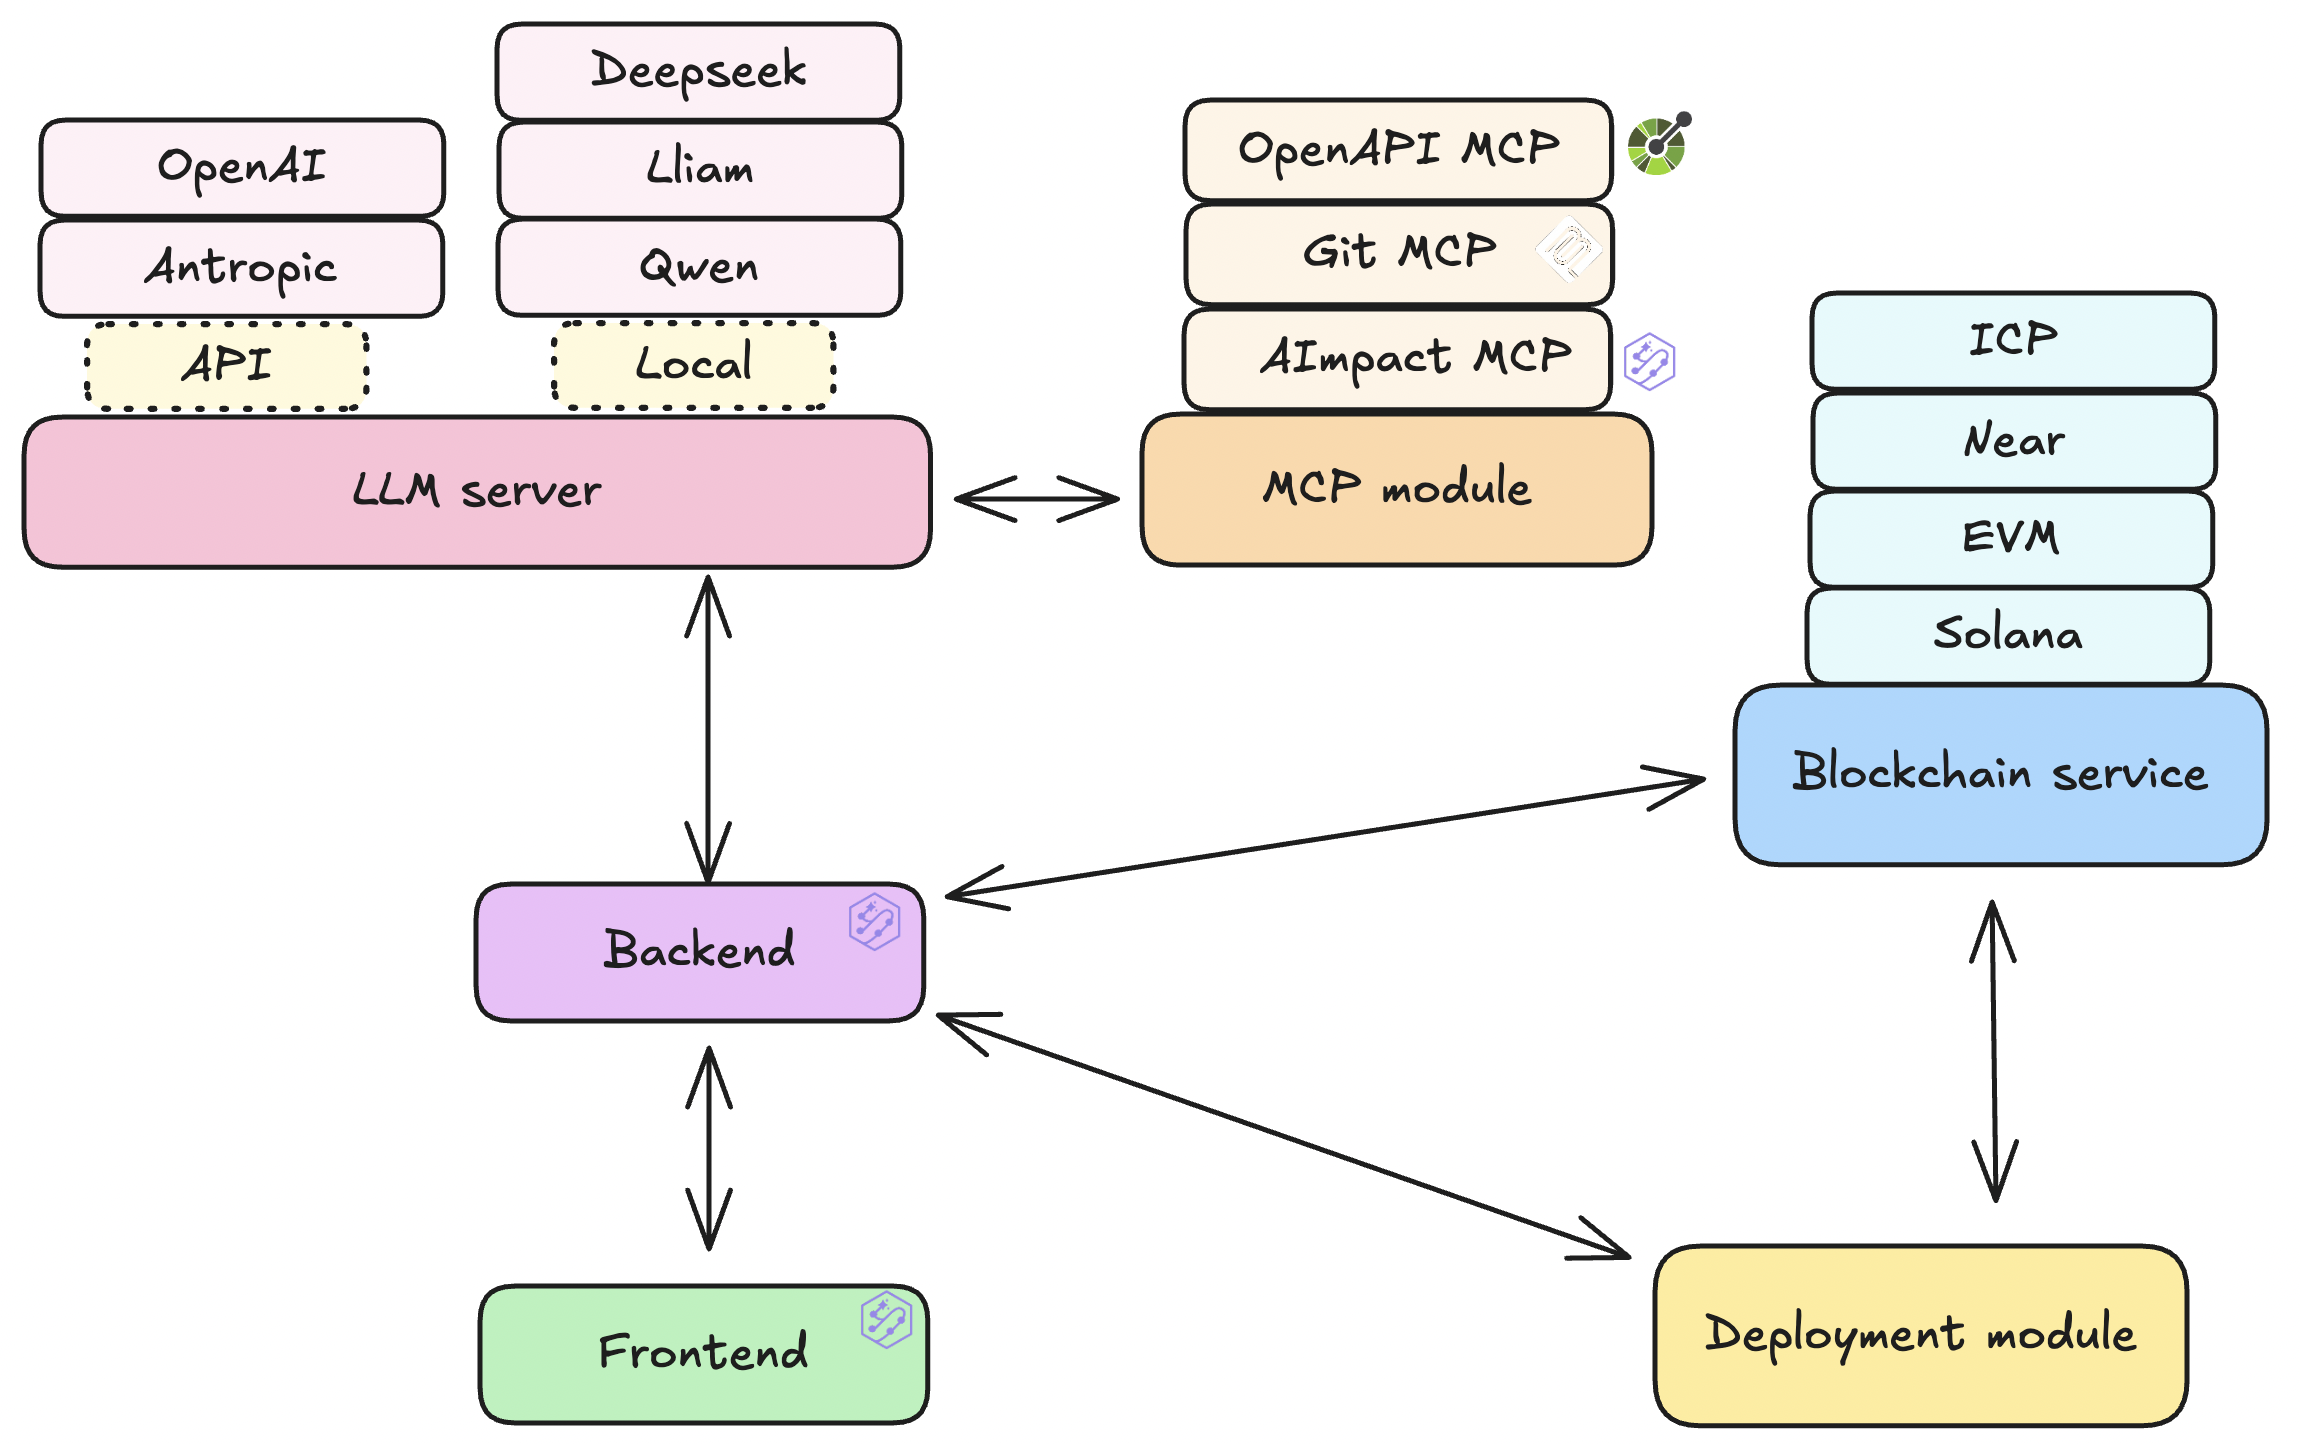 Deepseek
OpenAI
Lliam
Antropic
Qwen
API
Local
LLM server
OpenAPI MCP
Git MCP
AImpact MCP
MCP module
ICP
Near
EVM
Solana
Blockchain service
Backend
Frontend
Deployment module